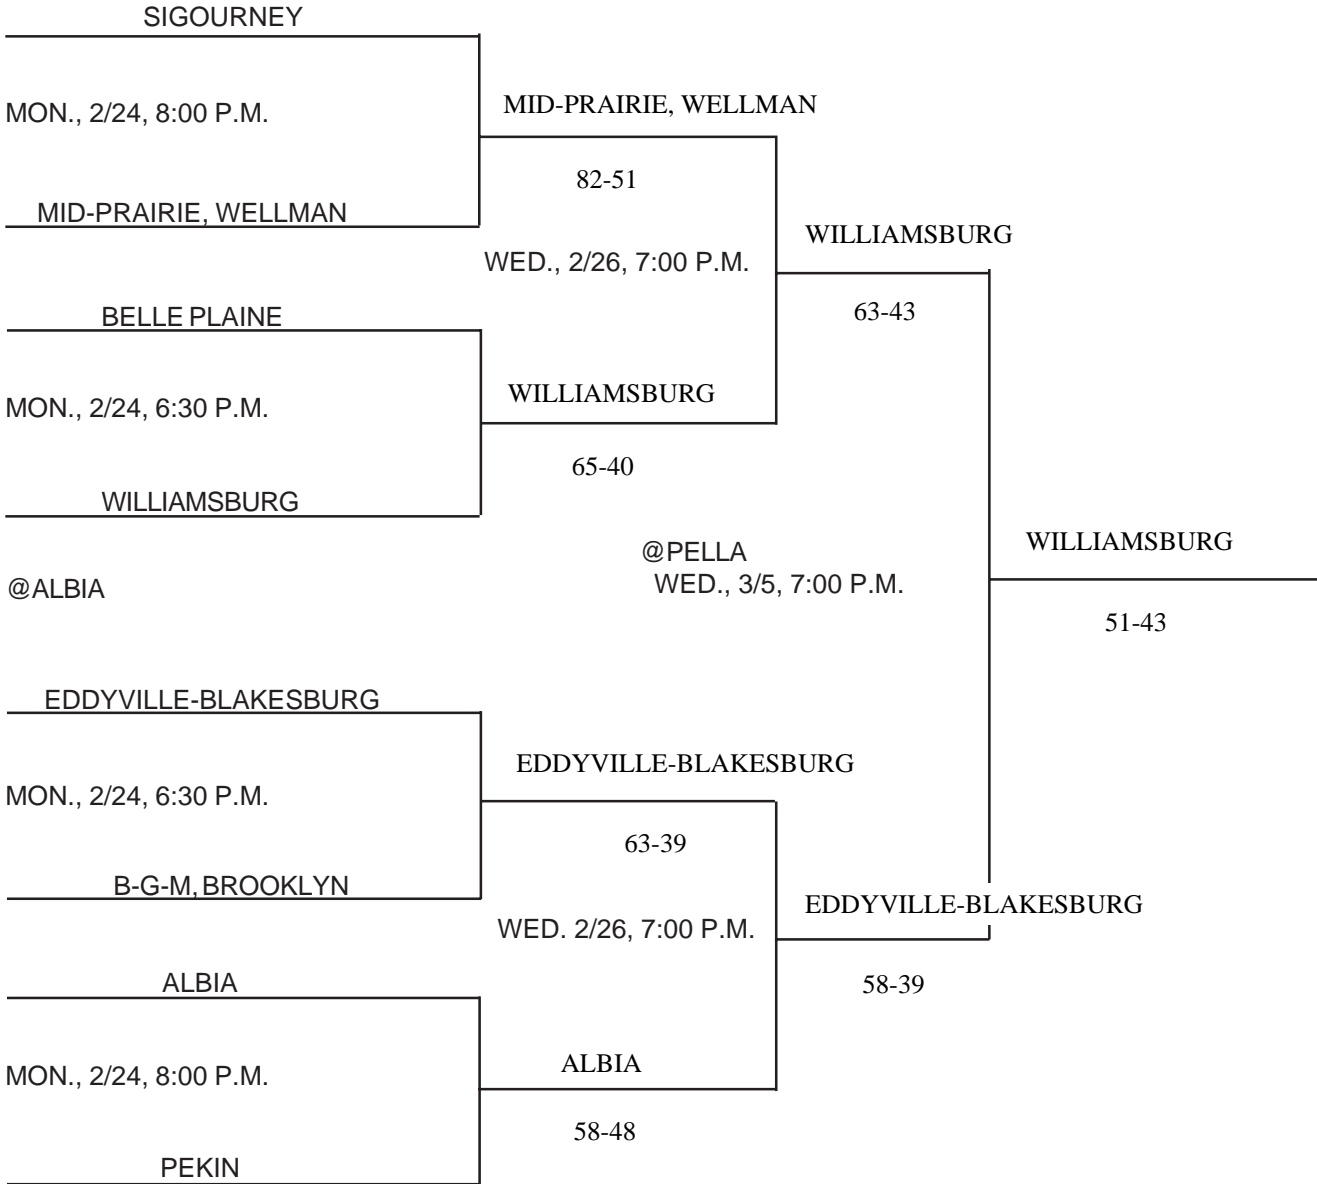 SIGOURNEY
MON., 2/24, 8:00 P.M.
MID-PRAIRIE, WELLMAN
MID-PRAIRIE, WELLMAN
82-51
WED., 2/26, 7:00 P.M.
WILLIAMSBURG
63-43
BELLE PLAINE
MON., 2/24, 6:30 P.M.
WILLIAMSBURG
WILLIAMSBURG
65-40
@ALBIA
@PELLA
WED., 3/5, 7:00 P.M.
WILLIAMSBURG
51-43
EDDYVILLE-BLAKESBURG
MON., 2/24, 6:30 P.M.
B-G-M, BROOKLYN
EDDYVILLE-BLAKESBURG
63-39
WED. 2/26, 7:00 P.M.
EDDYVILLE-BLAKESBURG
58-39
ALBIA
MON., 2/24, 8:00 P.M.
PEKIN
ALBIA
58-48